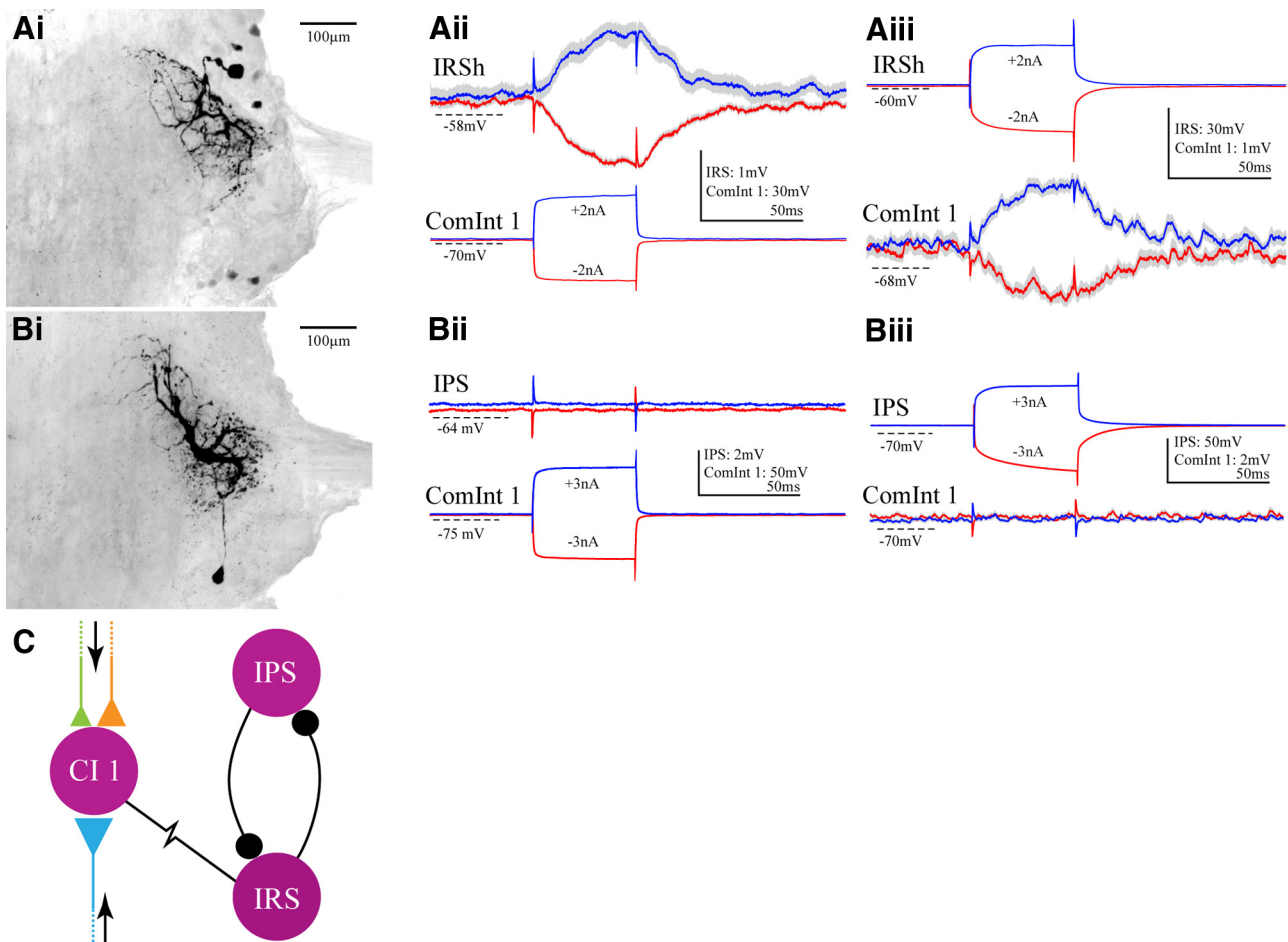 Ai
100µm
Aii
IRSh
-58mV
IRS: 1mV
ComInt 1: 30mV
50ms
ComInt 1
+2nA
-70mV
-2nA
Aiii
IRSh
+2nA
-60mV
-2nA
IRS: 30mV
ComInt 1: 1mV
50ms
ComInt 1
-68mV
Bi
100µm
Bii
IPS
-64 mV
IPS: 2mV
ComInt 1: 50mV
50ms
ComInt 1
+3nA
-75 mV
-3nA
Biii
IPS
+3nA
-70mV
-3nA
IPS: 50mV
ComInt 1: 2mV
50ms
ComInt 1
-70mV
C
IPS
CI 1
IRS